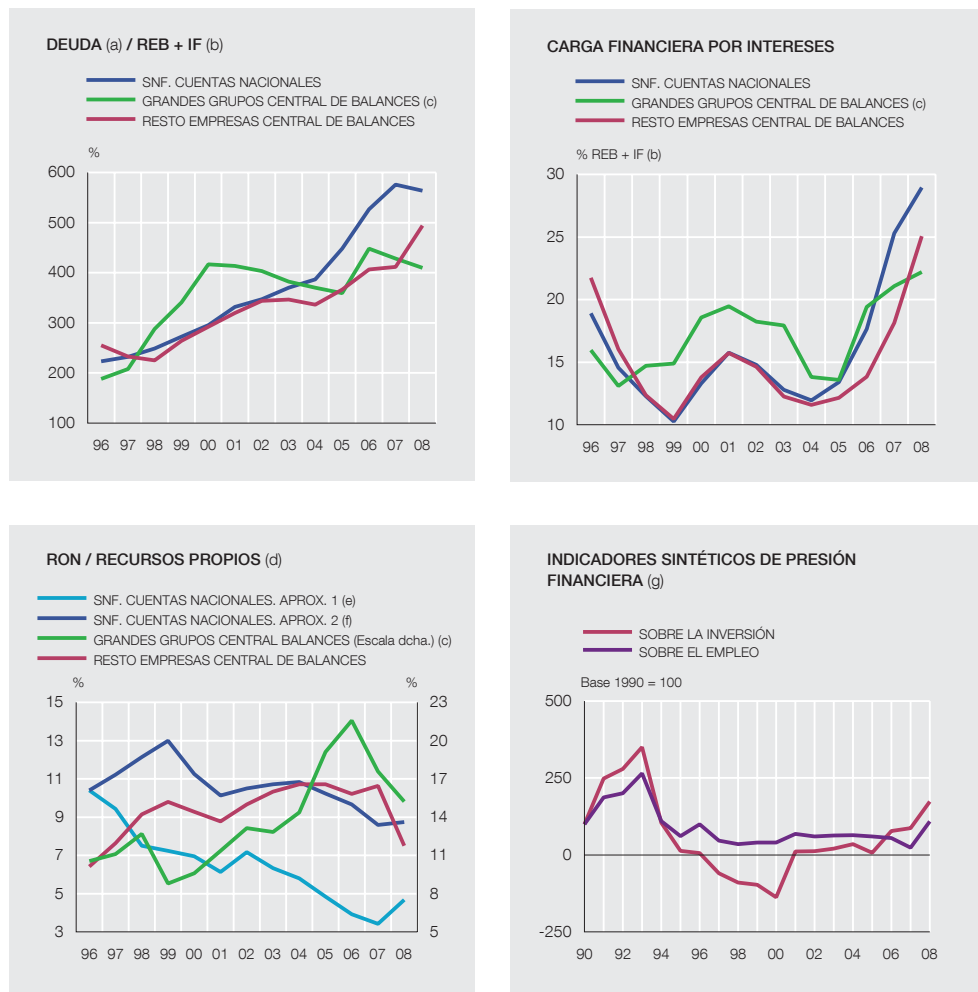 DEUDA (a) / REB + IF (b)
SNF. CUENTAS NACIONALES
GRANDES GRUPOS CENTRAL DE BALANCES (c)
RESTO EMPRESAS CENTRAL DE BALANCES
%
600
500
400
300
200
100
96 97 98 99 00 01 02 03 04 05 06 07 08
CARGA FINANCIERA POR INTERESES
SNF. CUENTAS NACIONALES
GRANDES GRUPOS CENTRAL DE BALANCES (c)
RESTO EMPRESAS CENTRAL DE BALANCES
% REB + IF (b)
30
25
20
15
10
96 97 98 99 00 01 02 03 04 05 06 07 08
RON / RECURSOS PROPIOS (d)
SNF. CUENTAS NACIONALES. APROX. 1 (e)
SNF. CUENTAS NACIONALES. APROX. 2 (f)
GRANDES GRUPOS CENTRAL BALANCES (Escala dcha.) (c)
RESTO EMPRESAS CENTRAL DE BALANCES
% %
15 23
13 20
11 17
9 14
7 11
5 8
3 5
96 97 98 99 00 01 02 03 04 05 06 07 08
INDICADORES SINTÉTICOS DE PRESIÓN
FINANCIERA (g)
SOBRE LA INVERSIÓN
SOBRE EL EMPLEO
Base 1990 = 100
500
250
0
-250
90 92 94 96 98 00 02 04 06 08